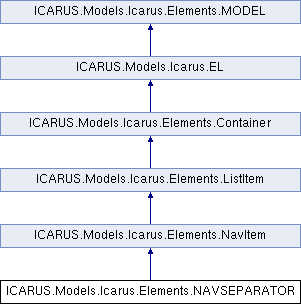 ICARUS.Models.Icarus.Elements.MODEL
ICARUS.Models.Icarus.EL
ICARUS.Models.Icarus.Elements.Container
ICARUS.Models.Icarus.Elements.ListItem
ICARUS.Models.Icarus.Elements.NavItem
ICARUS.Models.Icarus.Elements.NAVSEPARATOR